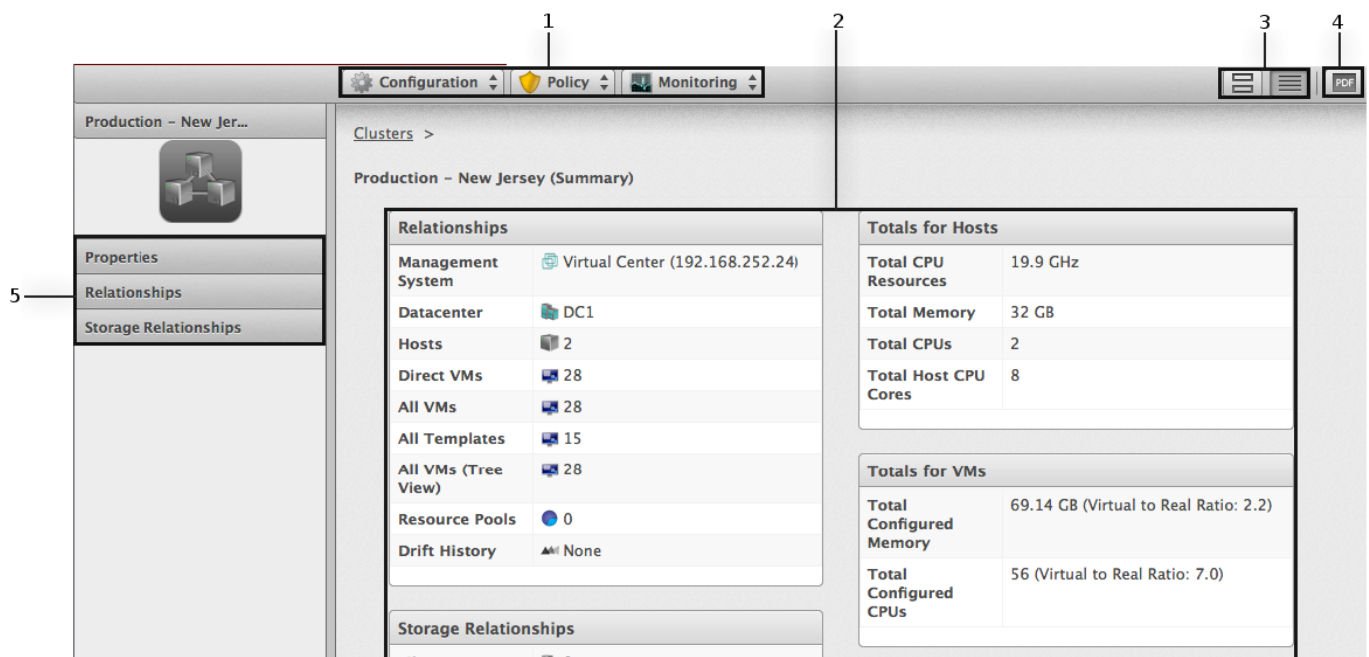 1
2
3
4
Configuration
Policy
Monitoring
PDF
Production – New Jer...
Clusters >
Production – New Jersey (Summary)
5
Properties
Relationships
Storage Relationships
Relationships
Management System
Virtual Center (192.168.252.24)
Datacenter
DC1
Hosts
2
Direct VMs
28
All VMs
28
All Templates
15
All VMs (Tree View)
28
Resource Pools
0
Drift History
None
Storage Relationships
Totals for Hosts
Total CPU Resources
19.9 GHz
Total Memory
32 GB
Total CPUs
2
Total Host CPU Cores
8
Totals for VMs
Total Configured Memory
69.14 GB (Virtual to Real Ratio: 2.2)
Total Configured CPUs
56 (Virtual to Real Ratio: 7.0)